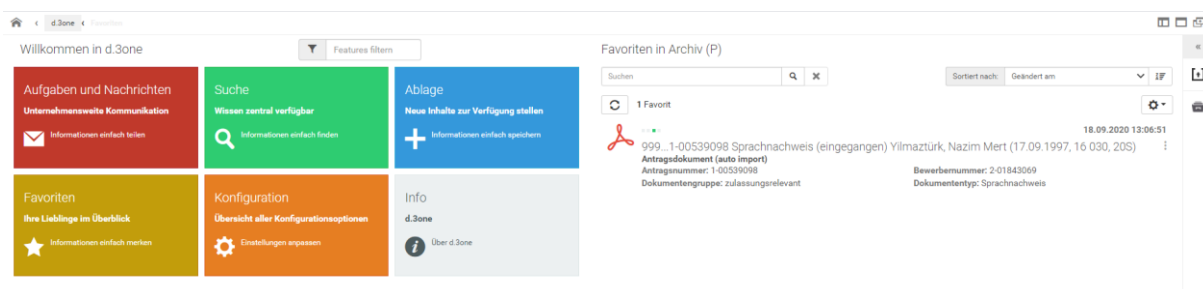 d.3one Favoriten
Willkommen in d.3one
Features filtern
Aufgaben und Nachrichten
Unternehmensweite Kommunikation
Informationen einfach teilen
Suche
Wissen zentral verfügbar
Informationen einfach finden
Ablage
Neue Inhalte zur Verfügung stellen
Informationen einfach speichern
Favoriten
Ihre Lieblinge im Überblick
Informationen einfach merken
Konfiguration
Übersicht aller Konfigurationsoptionen
Einstellungen anpassen
Info
d.3one
Über d.3one
Favoriten in Archiv (P)
Suchen
Sortiert nach: Geändert am
1 Favorit
18.09.2020 13:06:51
999...1-00539098 Sprachnachweis (eingegangen) Yilmaztürk, Nazim Mert (17.09.1997, 16 030, 20S)
Antragsdokument (auto import)
Antragsnummer: 1-00539098 Bewerbernummer: 2-01843069
Dokumentengruppe: zulassungsrelevant Dokumententyp: Sprachnachweis